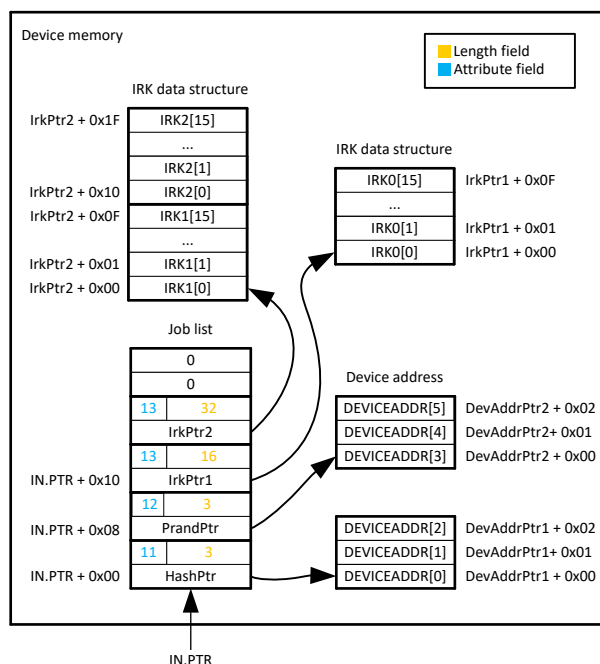 Device memory
Length field
Attribute field
IRK data structure
IrkPtr2 + 0x1F
IRK2[15]
...
IRK2[1]
IrkPtr2 + 0x10
IRK2[0]
IrkPtr2 + 0x0F
IRK1[15]
...
IrkPtr2 + 0x01
IRK1[1]
IrkPtr2 + 0x00
IRK1[0]
IRK data structure
IRK0[15]
IrkPtr1 + 0x0F
...
IRK0[1]
IrkPtr1 + 0x01
IRK0[0]
IrkPtr1 + 0x00
Job list
0
0
13
32
IrkPtr2
13
16
IN.PTR + 0x10
IrkPtr1
12
3
IN.PTR + 0x08
PrandPtr
11
3
IN.PTR + 0x00
HashPtr
Device address
DEVICEADDR[5]
DevAddrPtr2 + 0x02
DEVICEADDR[4]
DevAddrPtr2+ 0x01
DEVICEADDR[3]
DevAddrPtr2 + 0x00
DEVICEADDR[2]
DevAddrPtr1 + 0x02
DEVICEADDR[1]
DevAddrPtr1+ 0x01
DEVICEADDR[0]
DevAddrPtr1 + 0x00
IN.PTR